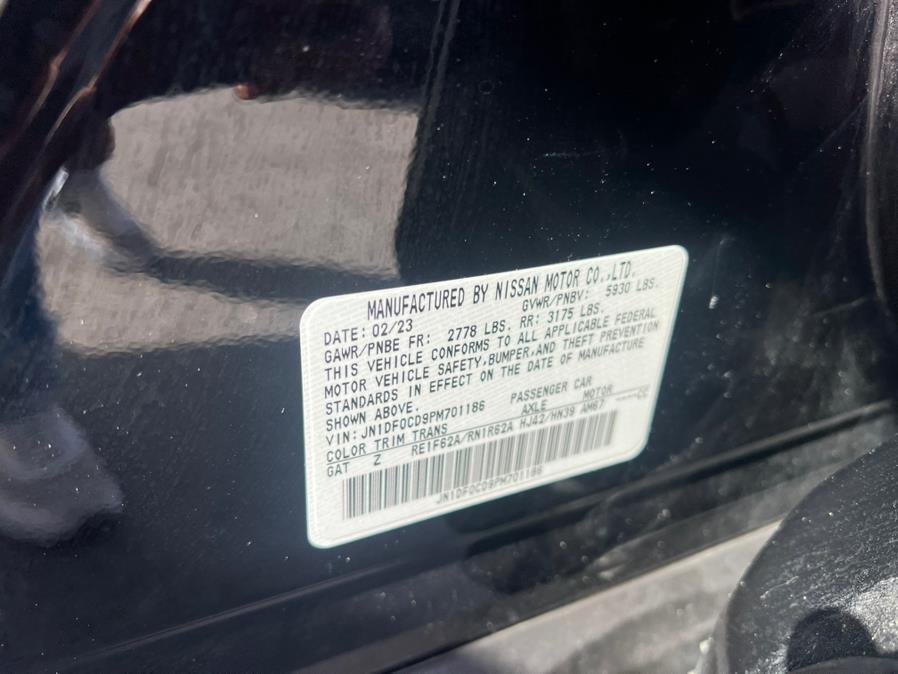 MANUFACTURED BY NISSAN MOTOR CO.,LTD.
DATE: 02/23 GVWR/PNBV: 5930 LBS.
GAWR/PNBE FR: 2778 LBS. RR: 3175 LBS.
THIS VEHICLE CONFORMS TO ALL APPLICABLE FEDERAL
MOTOR VEHICLE SAFETY,BUMPER,AND THEFT PREVENTION
STANDARDS IN EFFECT ON THE DATE OF MANUFACTURE
SHOWN ABOVE.
VIN: JN1DF0CD9PM701186 PASSENGER CAR
COLOR TRIM TRANS AXLE MOTOR ____CC
GAT Z RE1F62A/RN1R62A HJ42/HN39 AM67
JN1DF0CD9PM701186